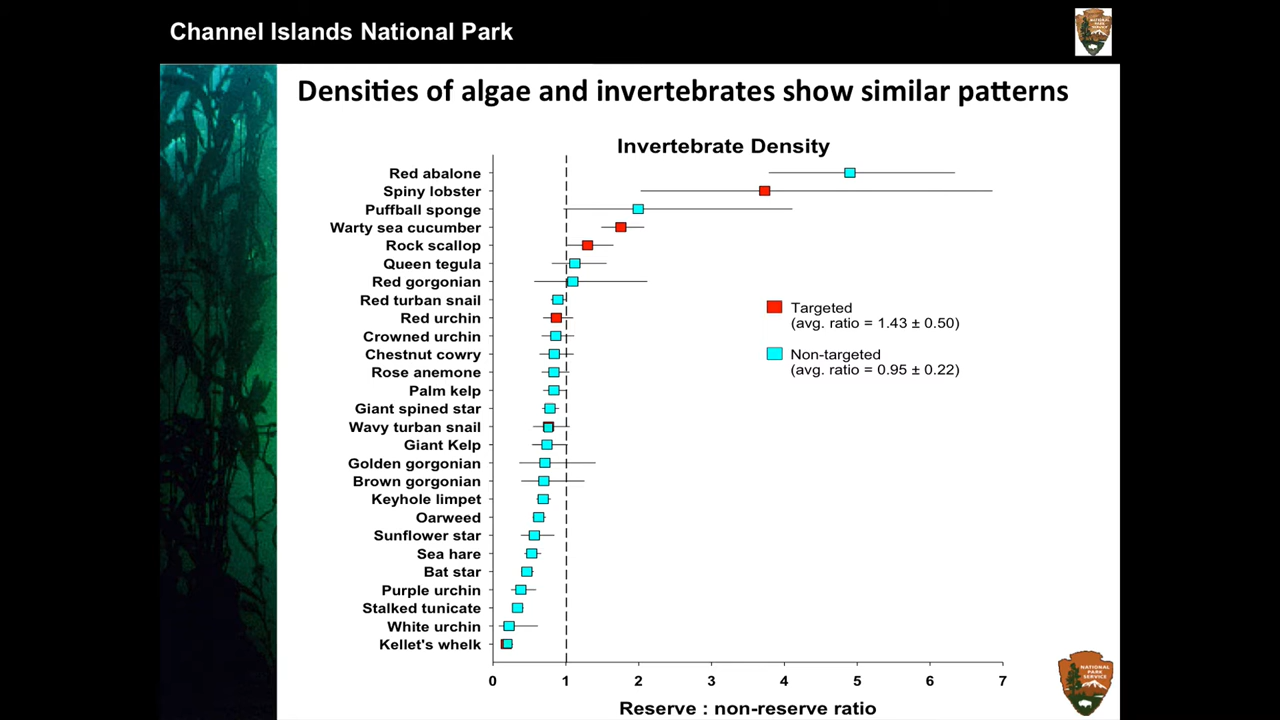 Channel Islands National Park
Densities of algae and invertebrates show similar patterns
Invertebrate Density
Red abalone
Spiny lobster
Puffball sponge
Warty sea cucumber
Rock scallop
Queen tegula
Red gorgonian
Red turban snail
Red urchin
Crowned urchin
Chestnut cowry
Rose anemone
Palm kelp
Giant spined star
Wavy turban snail
Giant Kelp
Golden gorgonian
Brown gorgonian
Keyhole limpet
Oarweed
Sunflower star
Sea hare
Bat star
Purple urchin
Stalked tunicate
White urchin
Kellet's whelk
Targeted
(avg. ratio = 1.43 ± 0.50)
Non-targeted
(avg. ratio = 0.95 ± 0.22)
0 1 2 3 4 5 6 7
Reserve : non-reserve ratio
NATIONAL
PARK
SERVICE